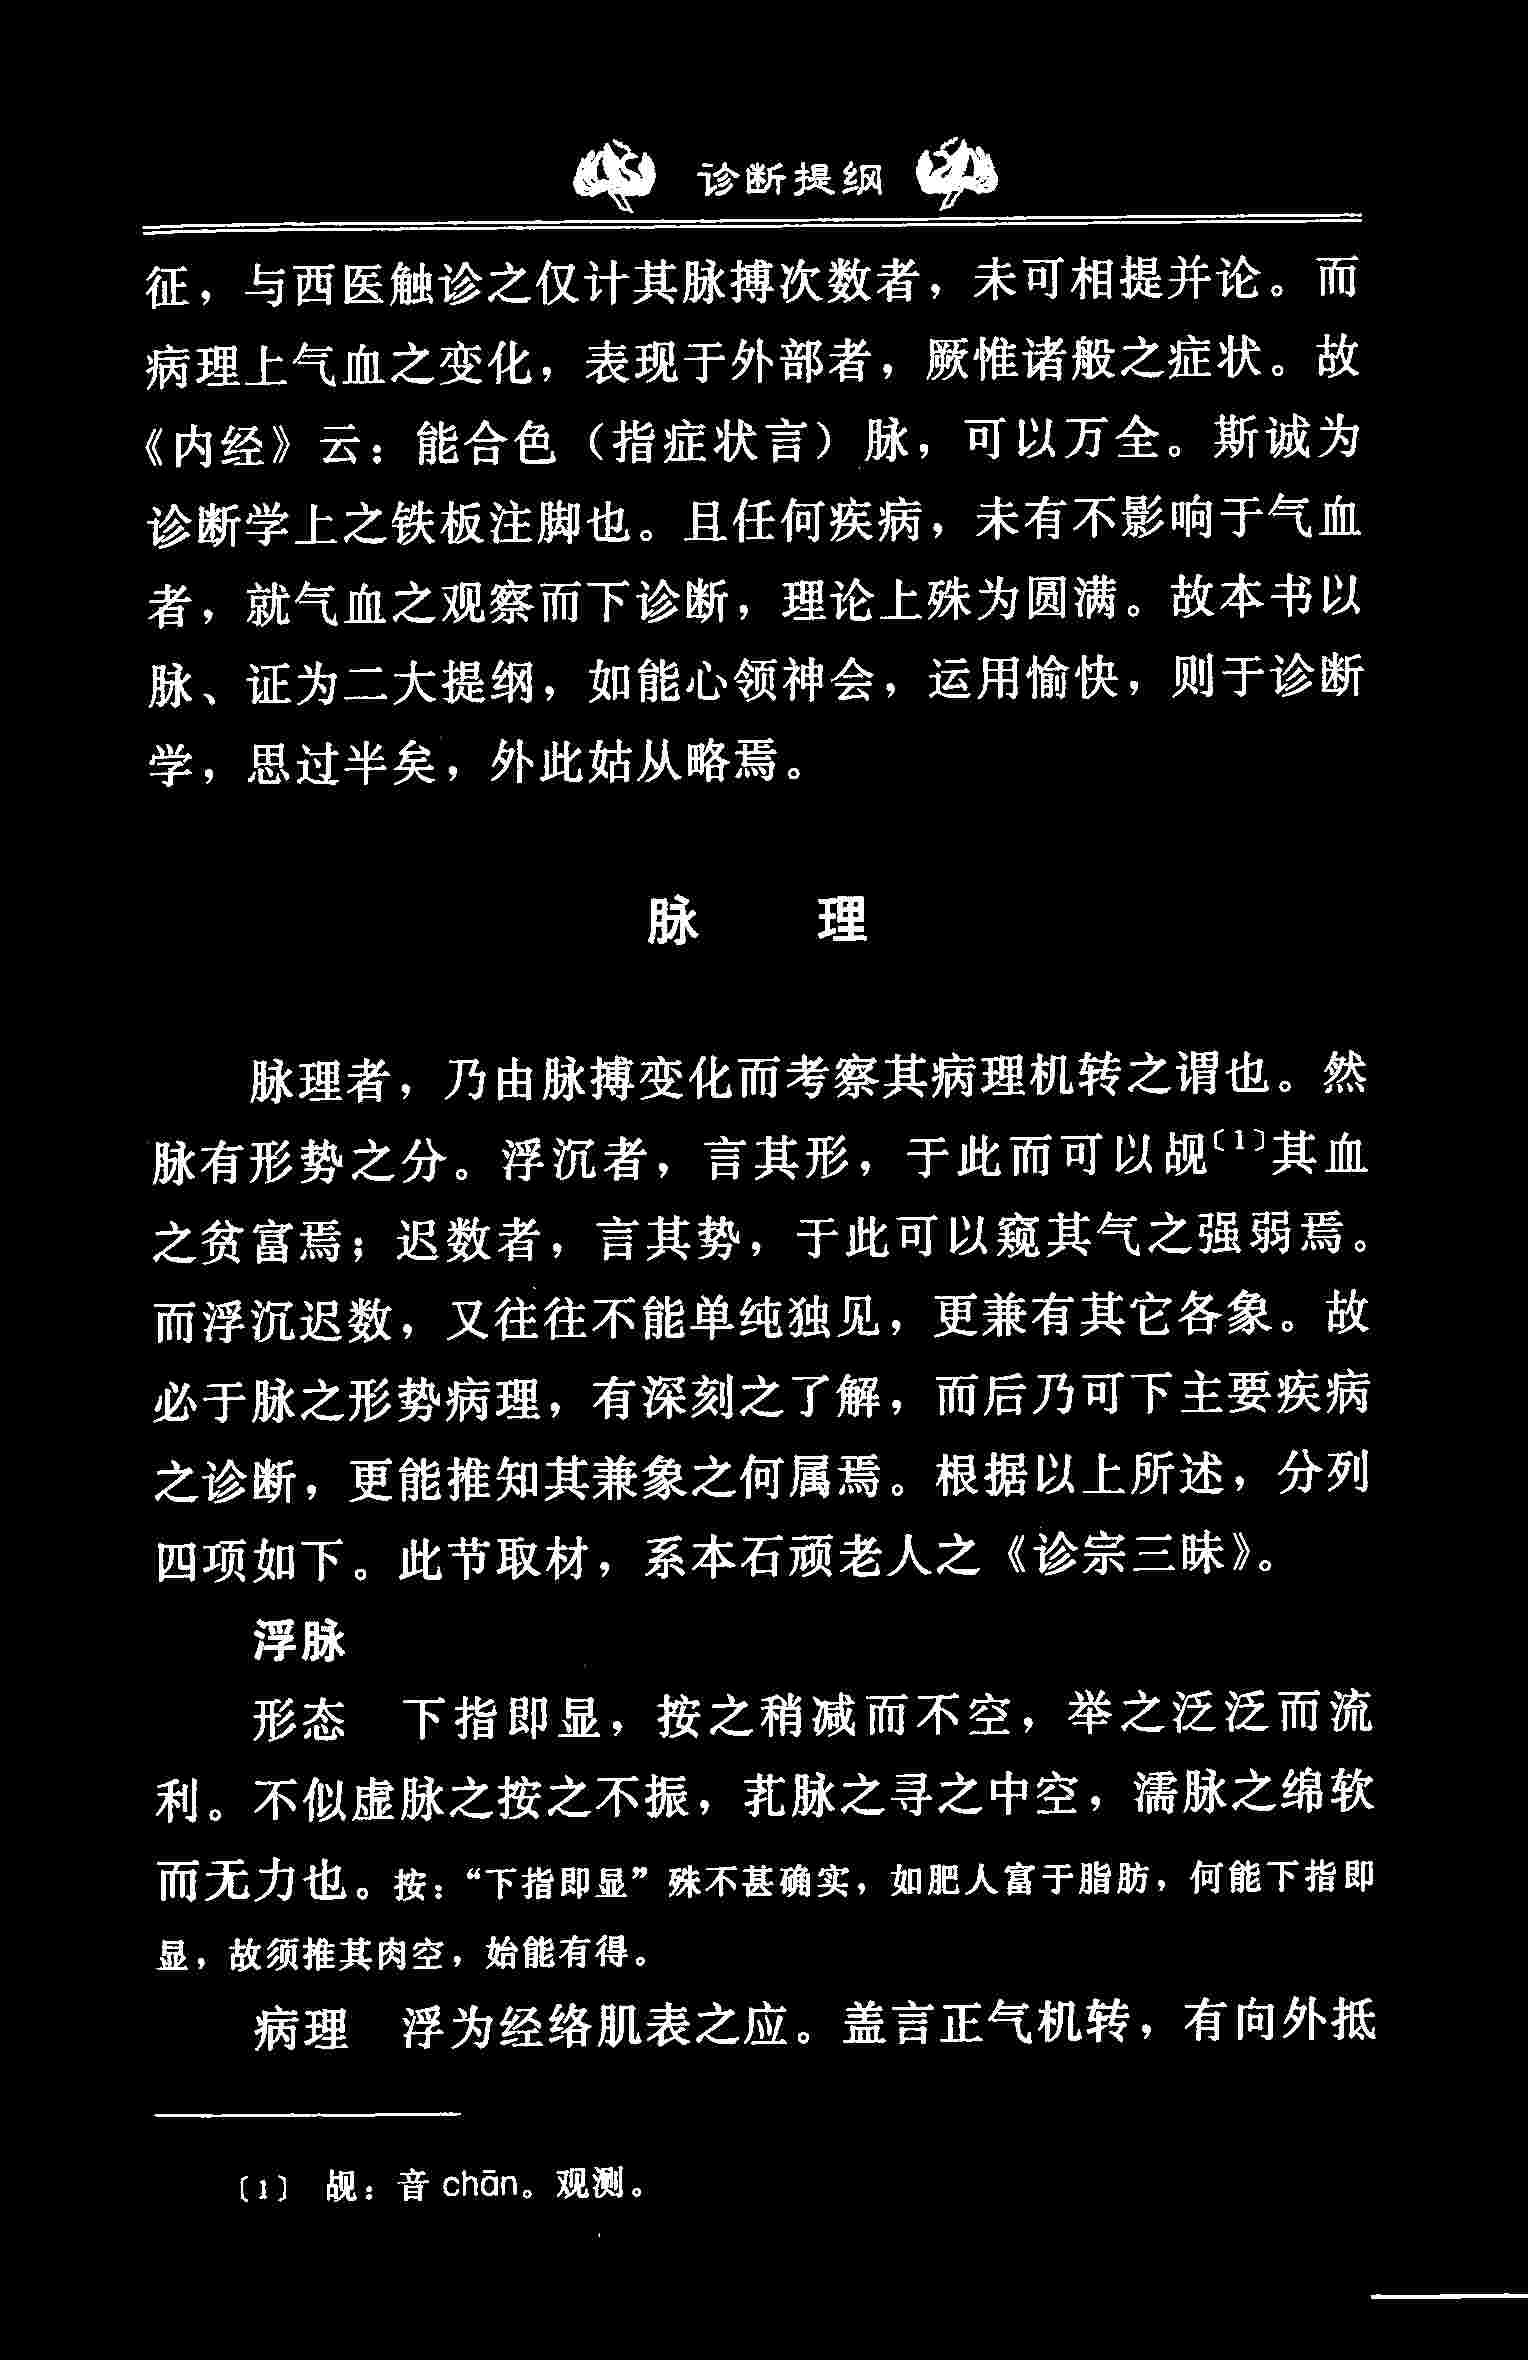 诊断提纲
征，与西医触诊之仅计其脉搏次数者，未可相提并论。而
病理上气血之变化，表现于外部者，厥惟诸般之症状。故
《内经》云：能合色（指症状言）脉，可以万全。斯诚为
诊断学上之铁板注脚也。且任何疾病，未有不影响于气血
者，就气血之观察而下诊断，理论上殊为圆满。故本书以
脉、证为二大提纲，如能心领神会，运用愉快，则于诊断
学，思过半矣，外此姑从略焉。
脉 理
脉理者，乃由脉搏变化而考察其病理机转之谓也。然
脉有形势之分。浮沉者，言其形，于此而可以觇〔1〕其血
之贫富焉；迟数者，言其势，于此可以窥其气之强弱焉。
而浮沉迟数，又往往不能单纯独见，更兼有其它各象。故
必于脉之形势病理，有深刻之了解，而后乃可下主要疾病
之诊断，更能推知其兼象之何属焉。根据以上所述，分列
四项如下。此节取材，系本石顽老人之《诊宗三昧》。
浮脉
形态 下指即显，按之稍减而不空，举之泛泛而流
利。不似虚脉之按之不振，芤脉之寻之中空，濡脉之绵软
而无力也。按：“下指即显”殊不甚确实，如肥人富于脂肪，何能下指即
显，故须推其肉空，始能有得。
病理 浮为经络肌表之应。盖言正气机转，有向外抵
〔1〕 觇：音 chān。观测。